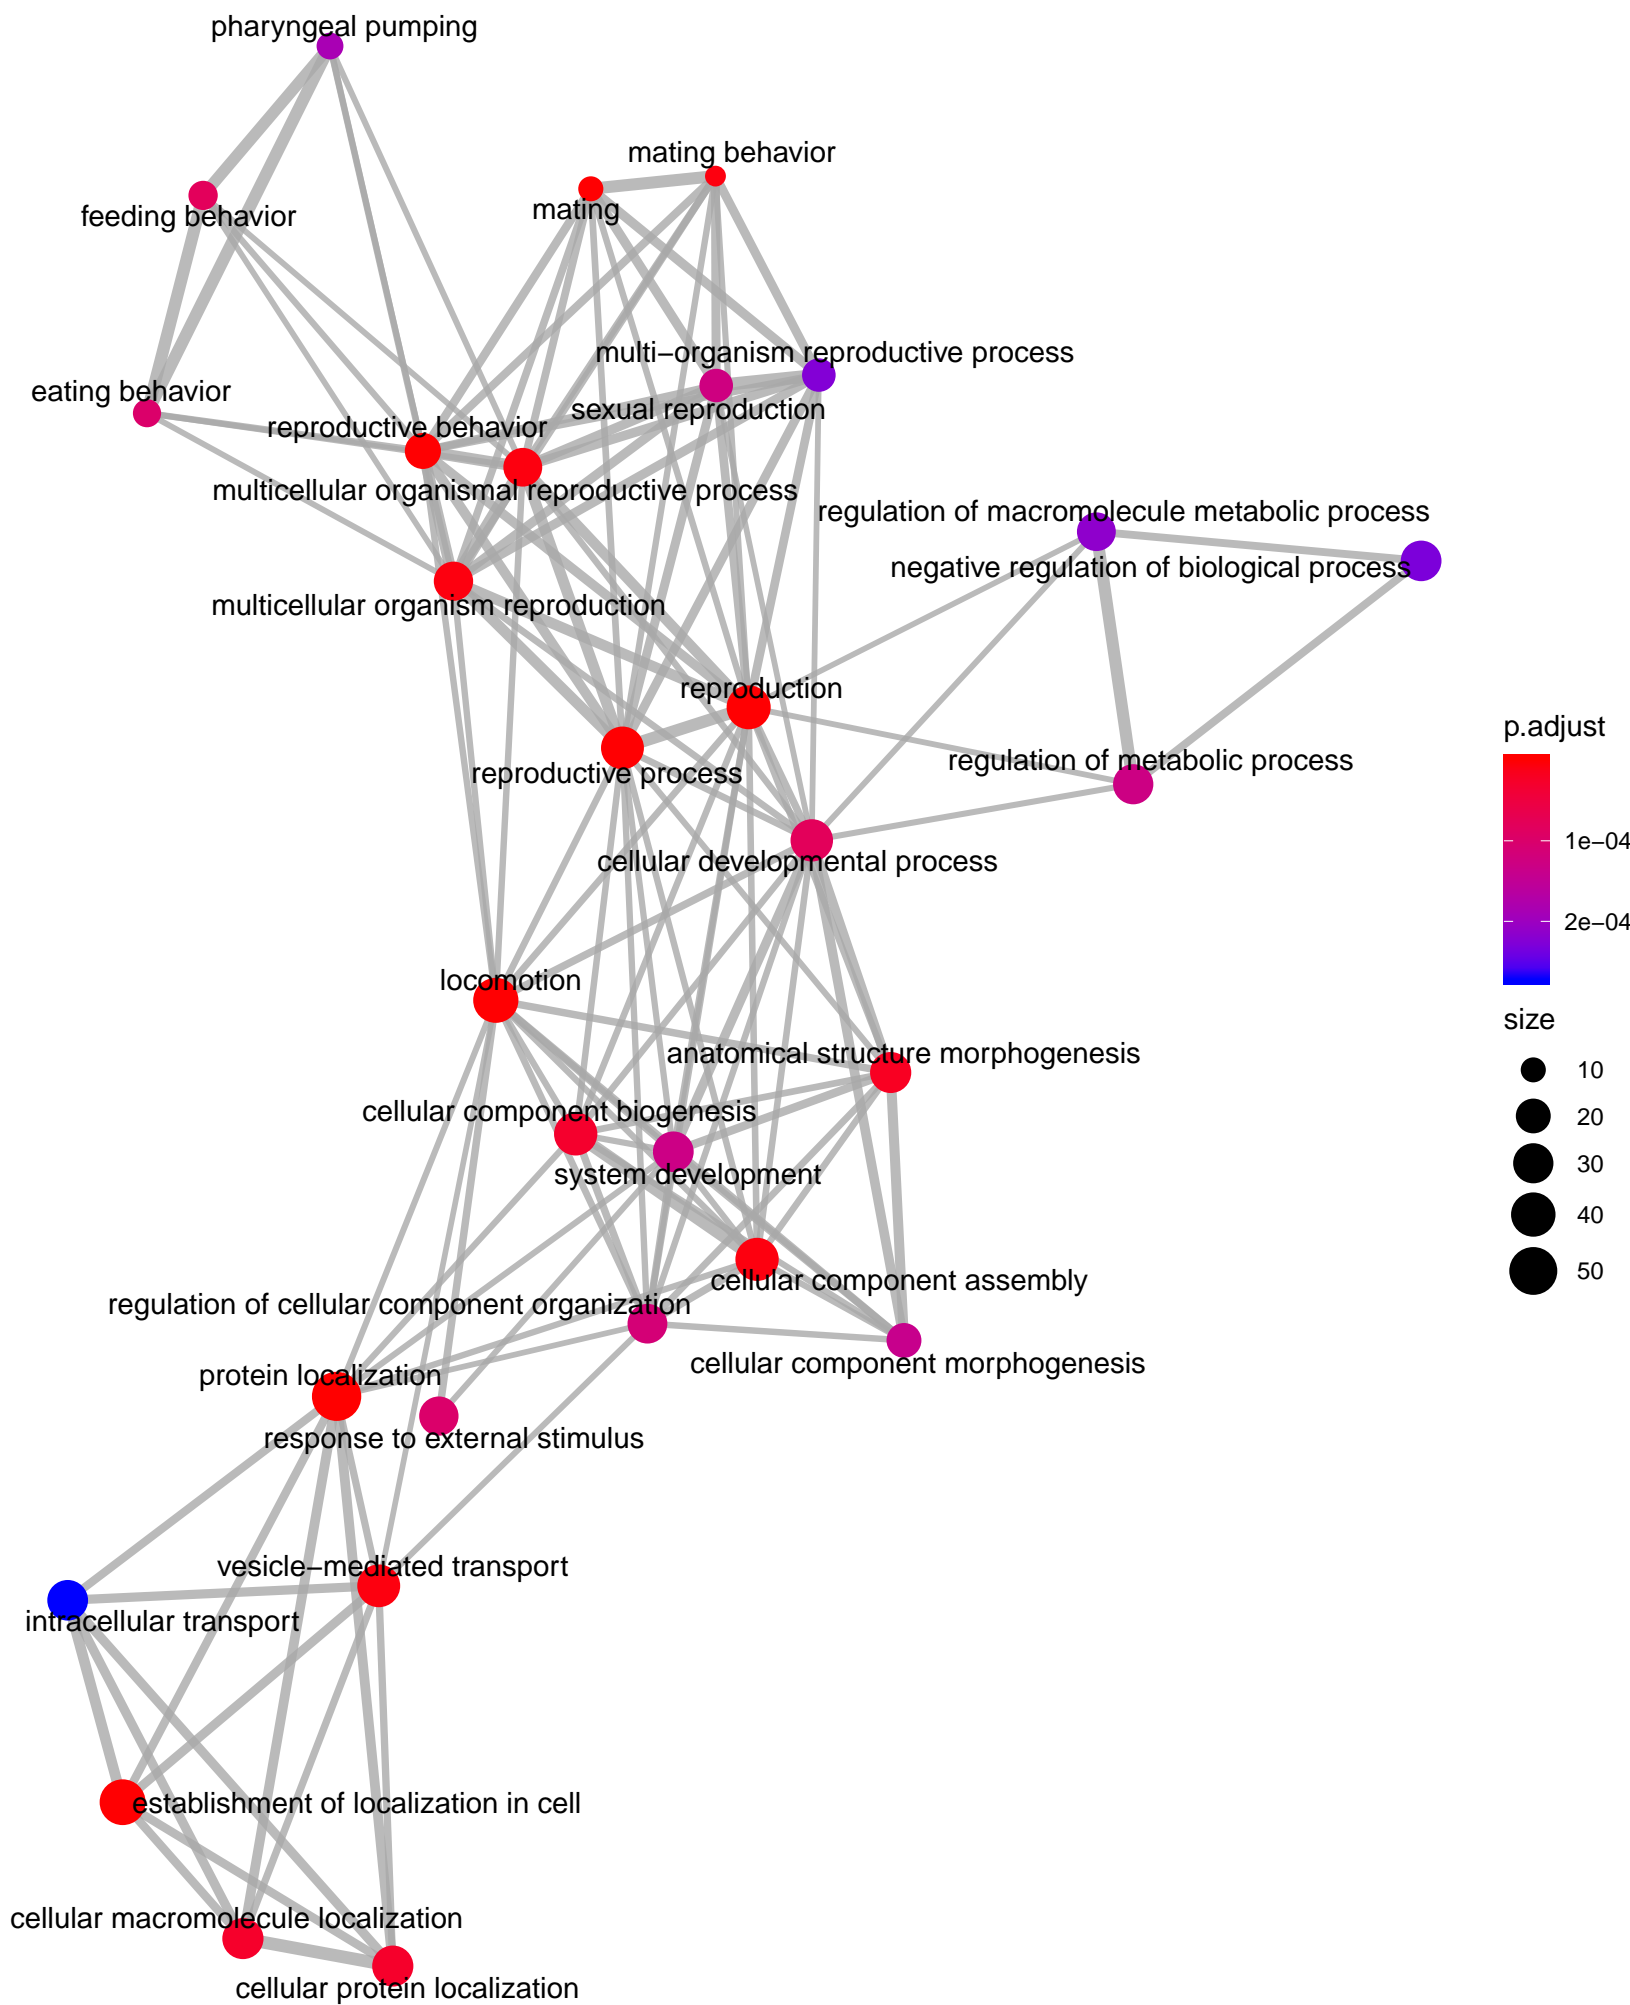 pharyngeal pumping
mating behavior
mating
feeding behavior
multi−organism reproductive process
eating behavior
sexual reproduction
reproductive behavior
multicellular organismal reproductive process
regulation of macromolecule metabolic process
negative regulation of biological process
multicellular organism reproduction
reproduction
p.adjust
regulation of metabolic process
reproductive process
1e−04
cellular developmental process
2e−04
locomotion
size
anatomical structure morphogenesis
10
cellular component biogenesis
20
30
system development
40
50
cellular component assembly
regulation of cellular component organization
cellular component morphogenesis
protein localization
response to external stimulus
vesicle−mediated transport
intracellular transport
establishment of localization in cell
cellular macromolecule localization
cellular protein localization